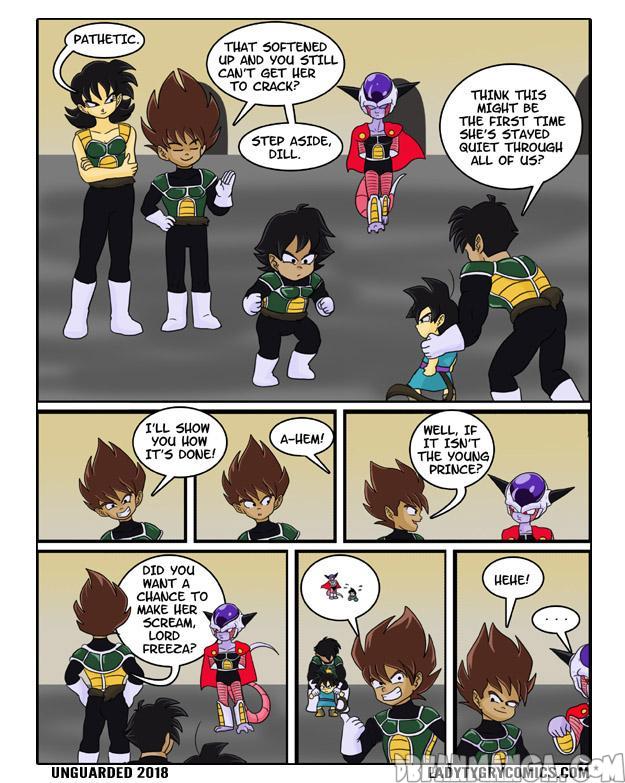 PATHETIC.
THAT SOFTENED
UP AND YOU STILL
CAN'T GET HER
TO CRACK?
STEP ASIDE,
DILL.
THINK THIS
MIGHT BE
THE FIRST TIME
SHE'S STAYED
QUIET THROUGH
ALL OF US?
I'LL SHOW
YOU HOW
IT'S DONE!
A-HEM!
WELL, IF
IT ISN'T
THE YOUNG
PRINCE?
DID YOU
WANT A
CHANCE TO
MAKE HER
SCREAM,
LORD
FREEZA?
HEHE!
. . .
UNGUARDED 2018
LADYTYGRYCOMICS.COM
DBFANMANGA.COM